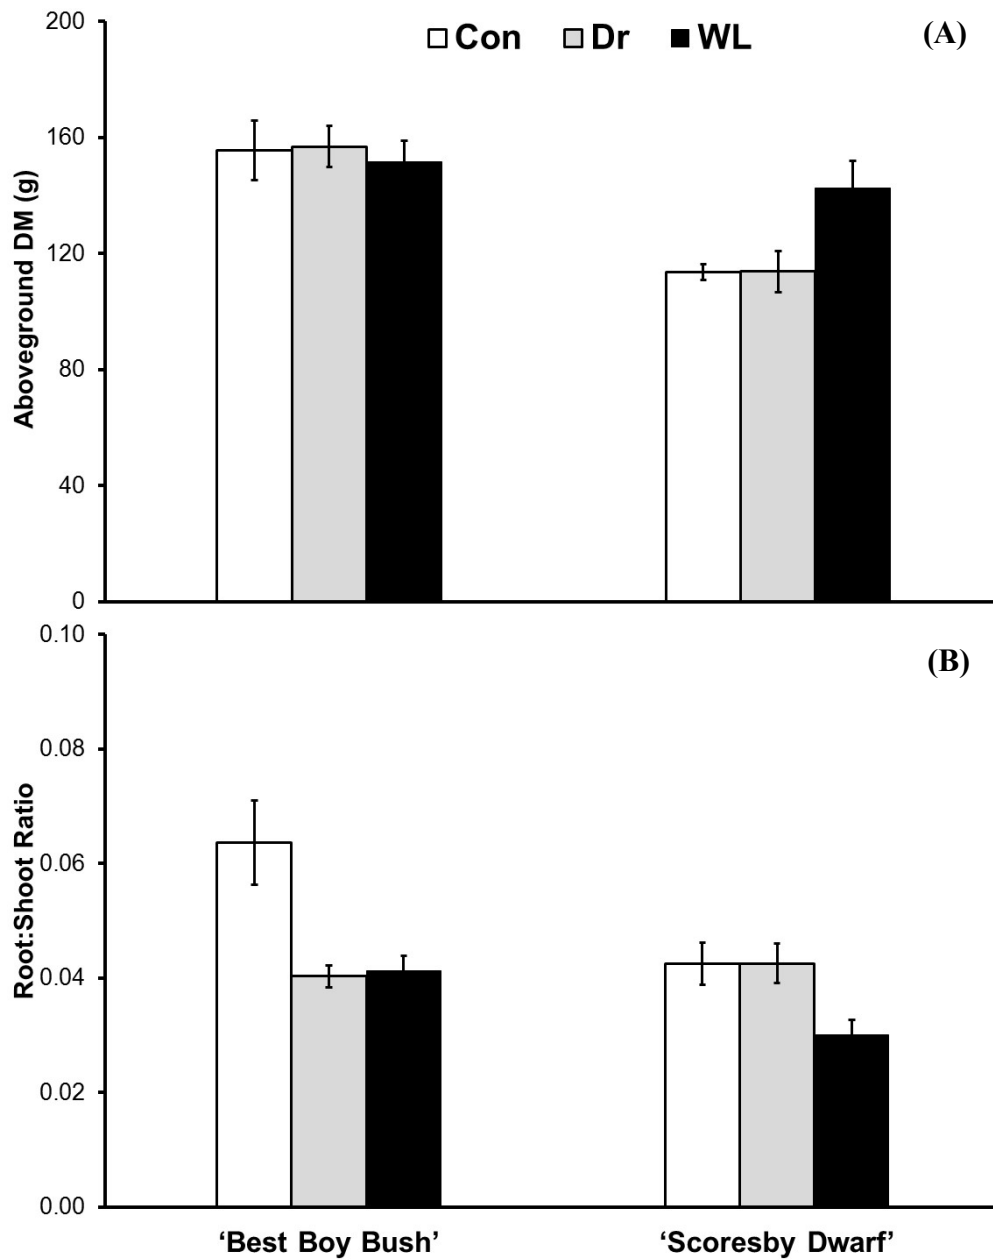 200
Con Dr WL (A)
160
120
80
40
0
Aboveground DM (g)
0.10
(B)
0.08
0.06
0.04
0.02
0.00
Root:Shoot Ratio
‘Best Boy Bush’ ‘Scoresby Dwarf’